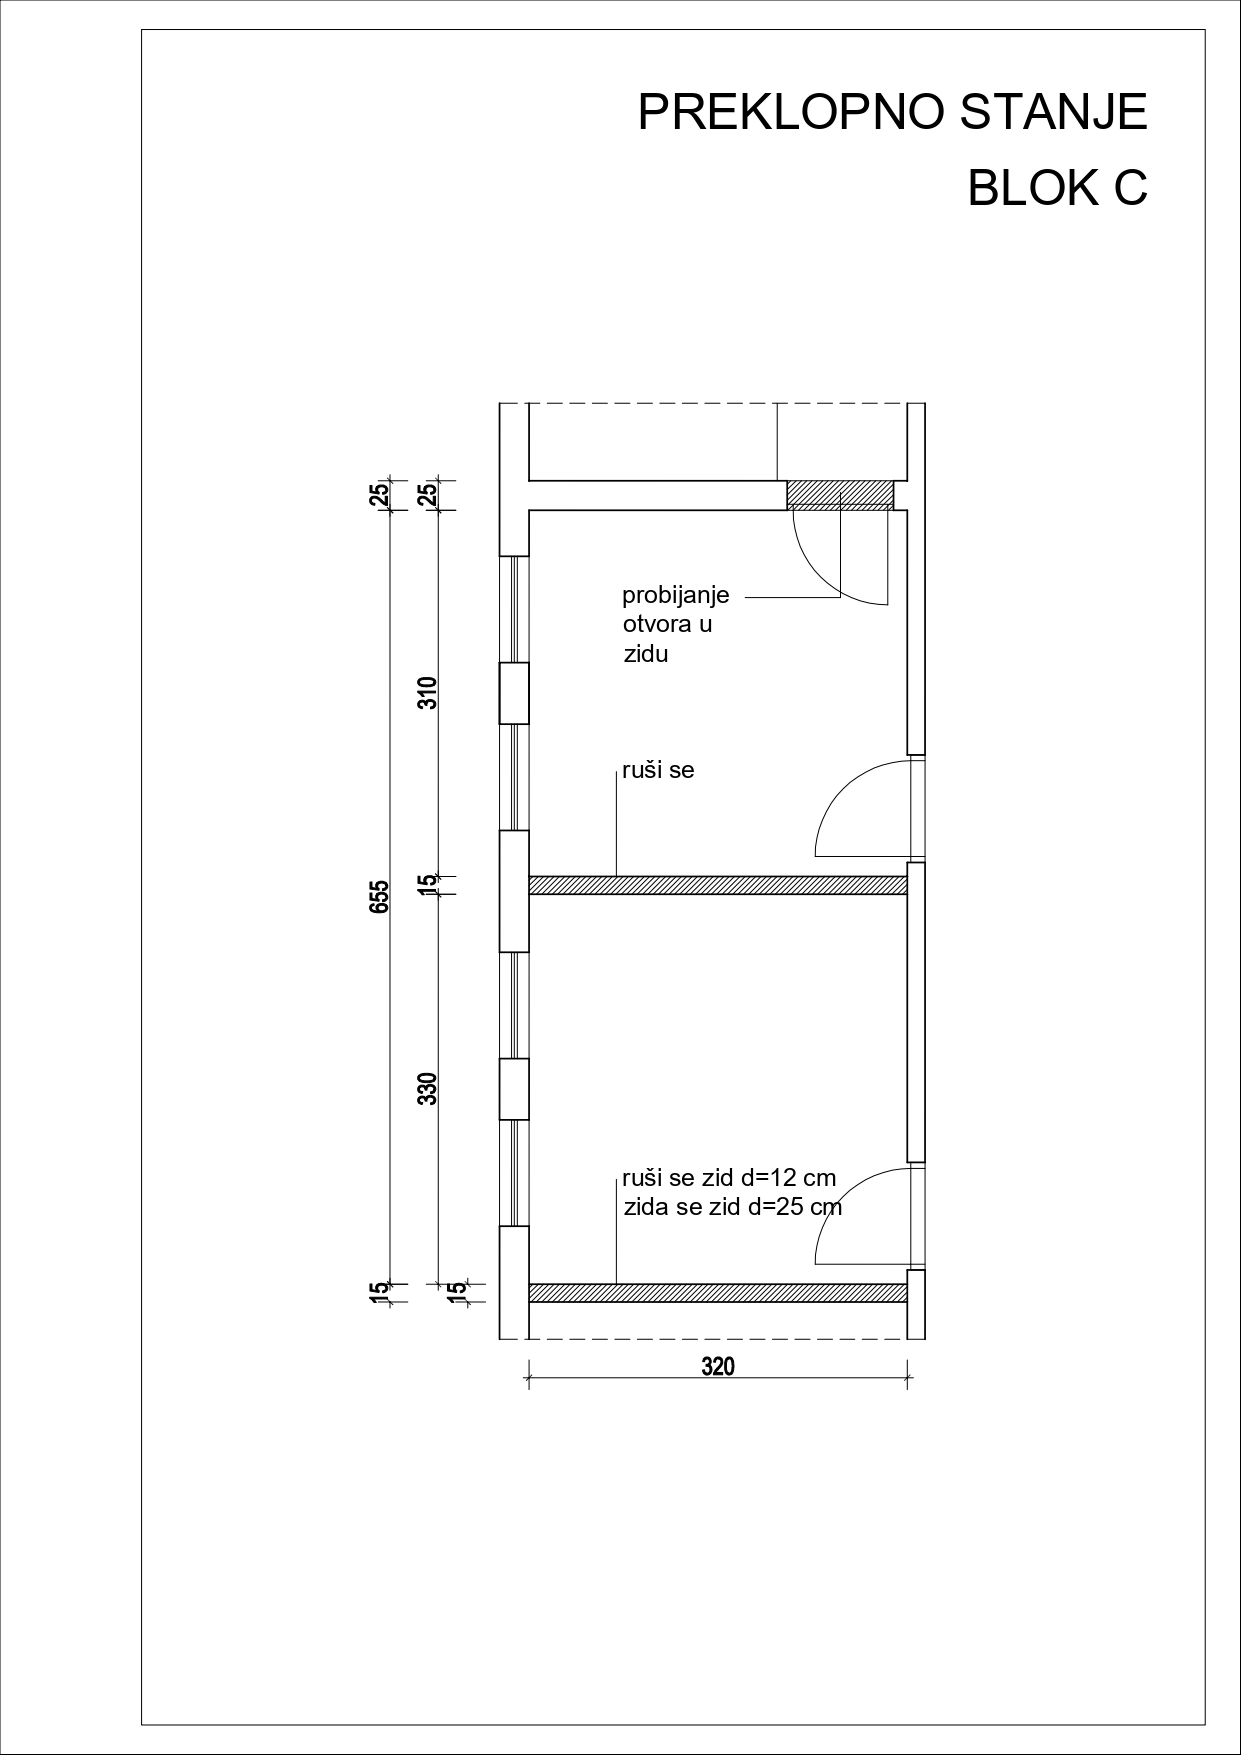 PREKLOPNO STANJE
BLOK C
25
25
probijanje
otvora u
zidu
310
ruši se
15
655
330
ruši se zid d=12 cm
zida se zid d=25 cm
15
15
320